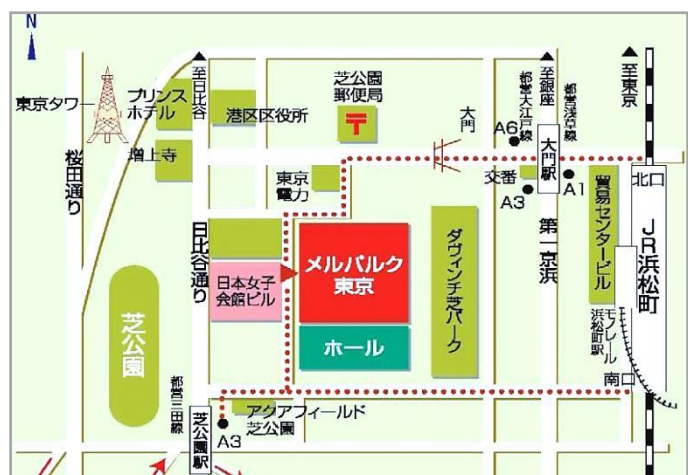 N
東京タワー
桜田通り
プリンス
ホテル
増上寺
至日比谷
港区区役所
芝公園
郵便局
東京
電力
大門
A6
都営大江戸線
至銀座
都営浅草線
至東京
大門駅
交番
A3
A1
北口
貿易センタービル
JR浜松町
第一京浜
日比谷通り
日本女子
会館ビル
メルパルク
東京
ホール
ダヴィンチ芝パーク
モノレール
浜松町駅
南口
芝公園
都営三田線
芝公園駅
A3
アクアフィールド
芝公園